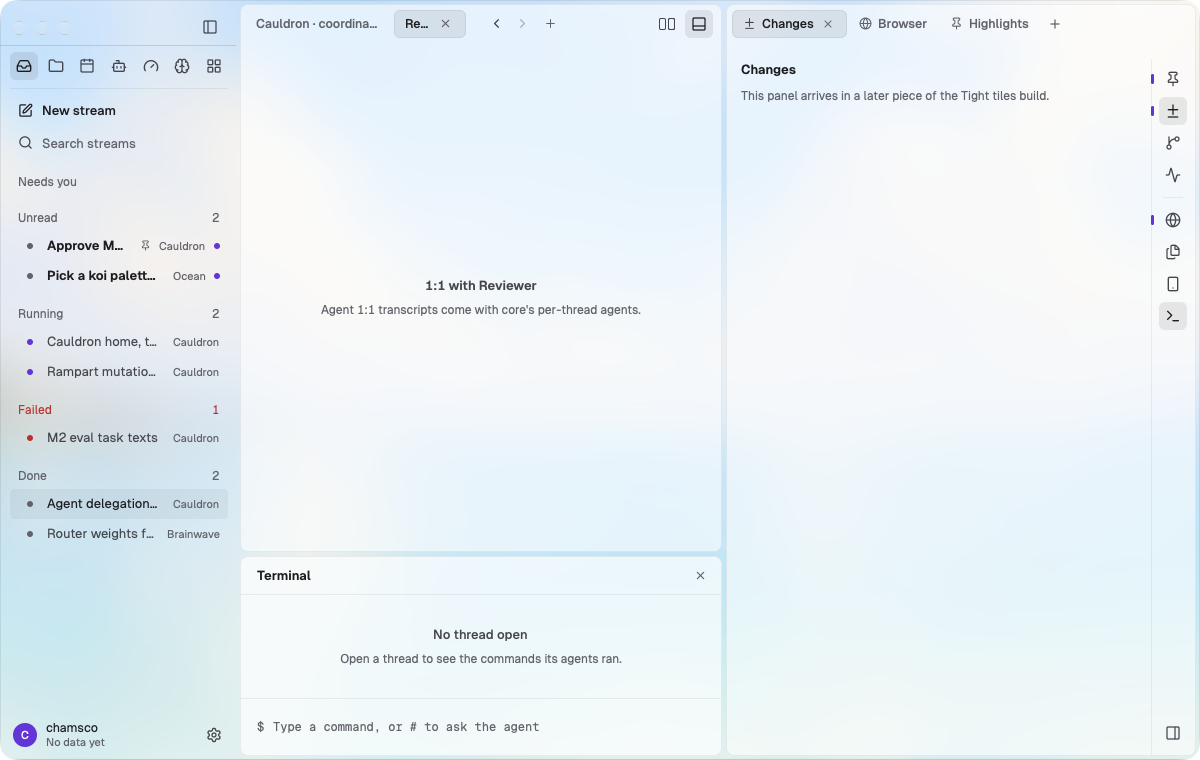 New stream
Search streams
Needs you
Unread 2
Approve M... Cauldron
Pick a koi palett... Ocean
Running 2
Cauldron home, t... Cauldron
Rampart mutatio... Cauldron
Failed 1
M2 eval task texts Cauldron
Done 2
Agent delegation... Cauldron
Router weights f... Brainwave
C
chamsco
No data yet
Cauldron · coordina...
Re...
1:1 with Reviewer
Agent 1:1 transcripts come with core's per-thread agents.
Terminal
No thread open
Open a thread to see the commands its agents ran.
$ Type a command, or # to ask the agent
Changes
Browser
Highlights
Changes
This panel arrives in a later piece of the Tight tiles build.